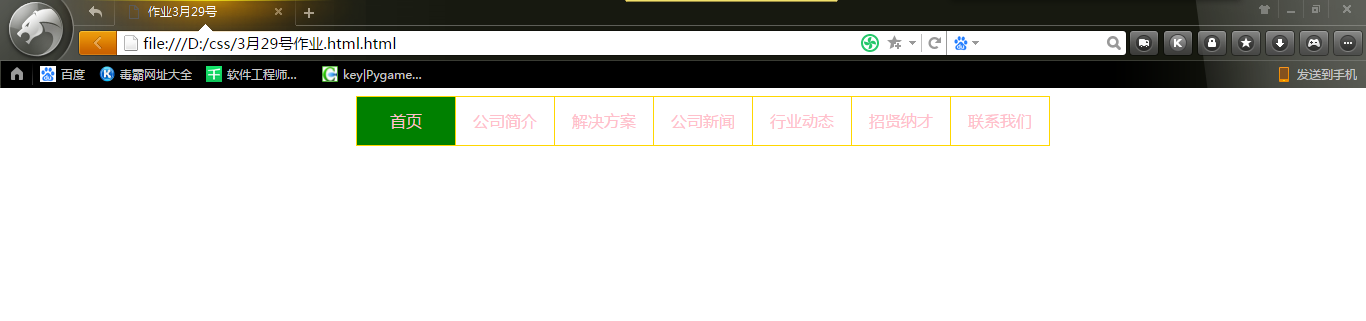 作业3月29号
file:///D:/css/3月29号作业.html.html
百度 毒霸网址大全 软件工程师... key|Pygame... 发送到手机
首页 公司简介 解决方案 公司新闻 行业动态 招贤纳才 联系我们